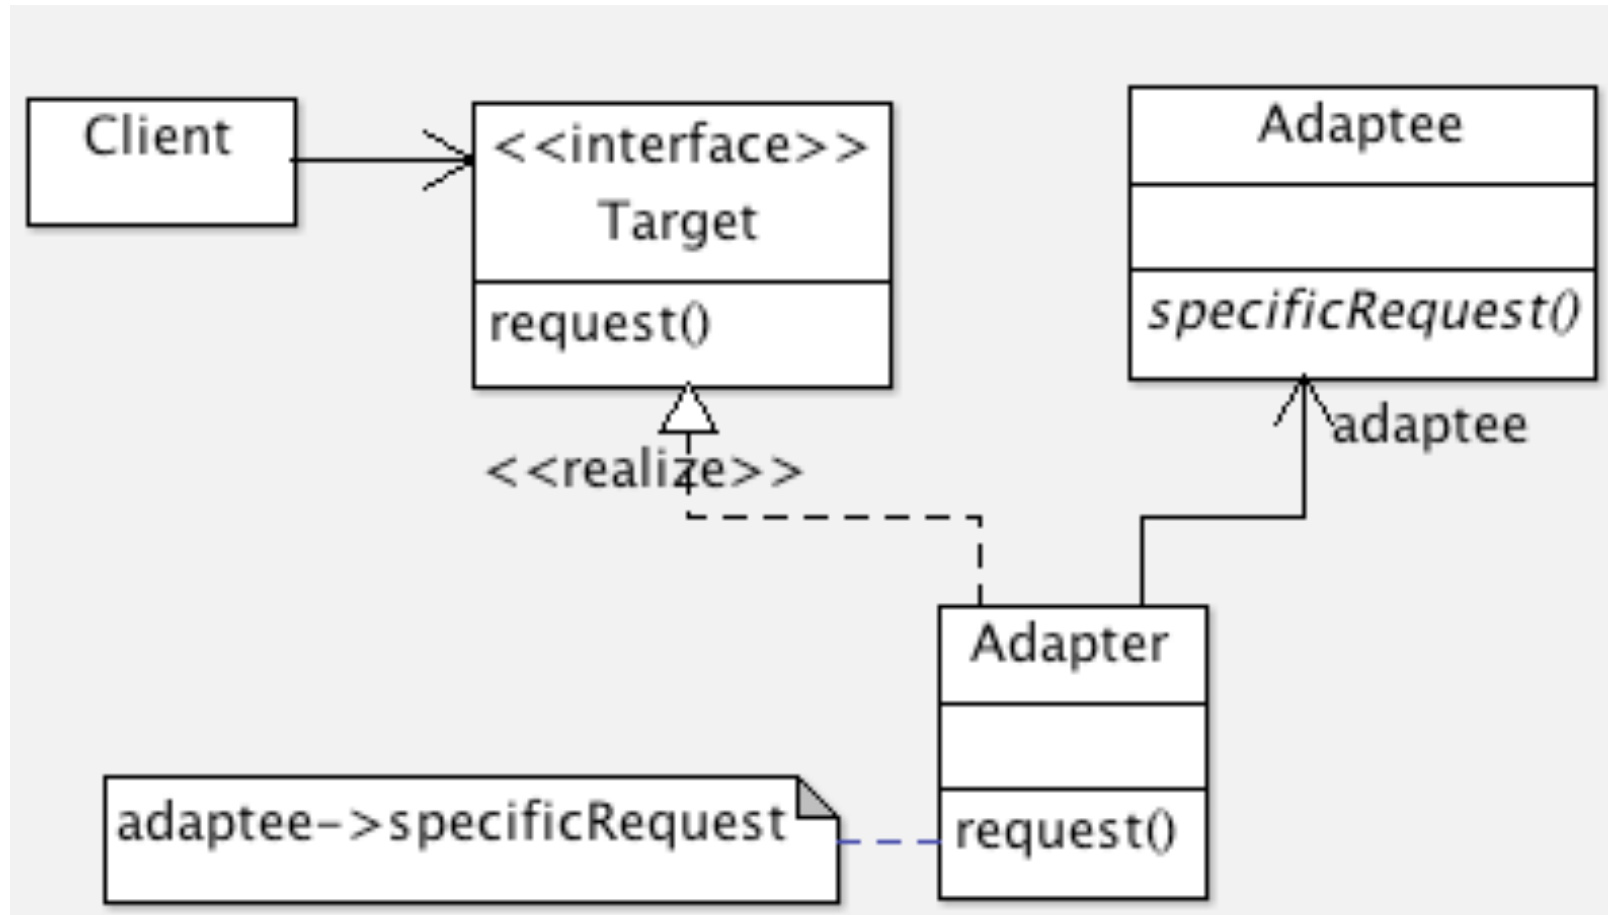 Client
<<interface>>
Target
request()
Adaptee
specificRequest()
adaptee
<<realize>>
Adapter
request()
adaptee->specificRequest